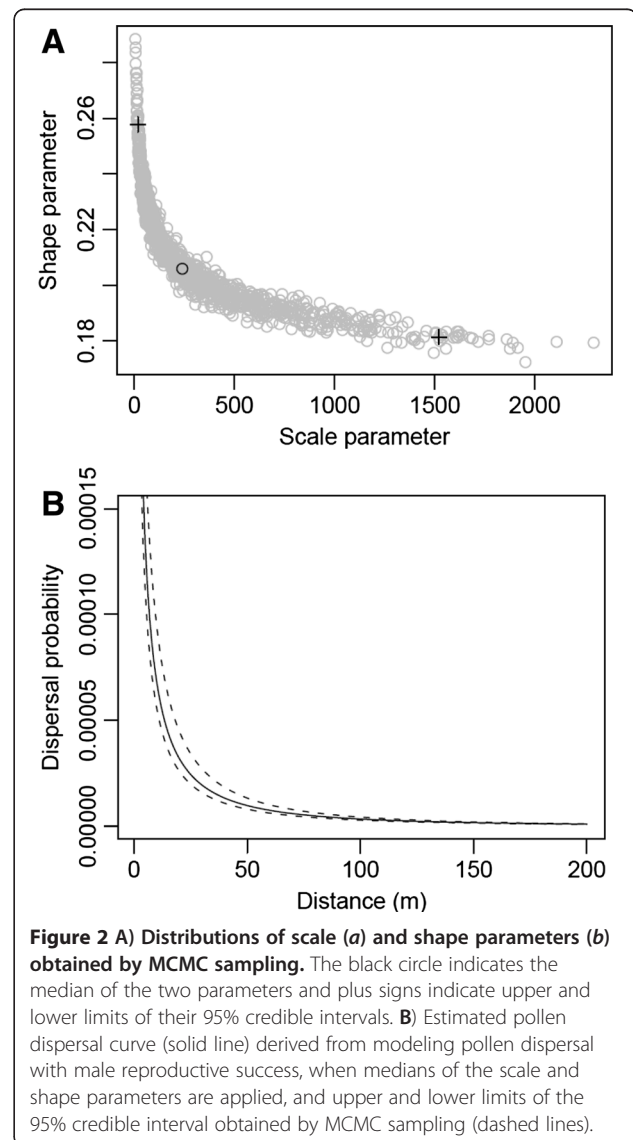 A
Shape parameter
0.18 0.22 0.26
0 500 1000 1500 2000
Scale parameter
B
Dispersal probability
0.00000 0.00005 0.00010 0.00015
0 50 100 150 200
Distance (m)
Figure 2 A) Distributions of scale (a) and shape parameters (b)
obtained by MCMC sampling. The black circle indicates the
median of the two parameters and plus signs indicate upper and
lower limits of their 95% credible intervals. B) Estimated pollen
dispersal curve (solid line) derived from modeling pollen dispersal
with male reproductive success, when medians of the scale and
shape parameters are applied, and upper and lower limits of the
95% credible interval obtained by MCMC sampling (dashed lines).